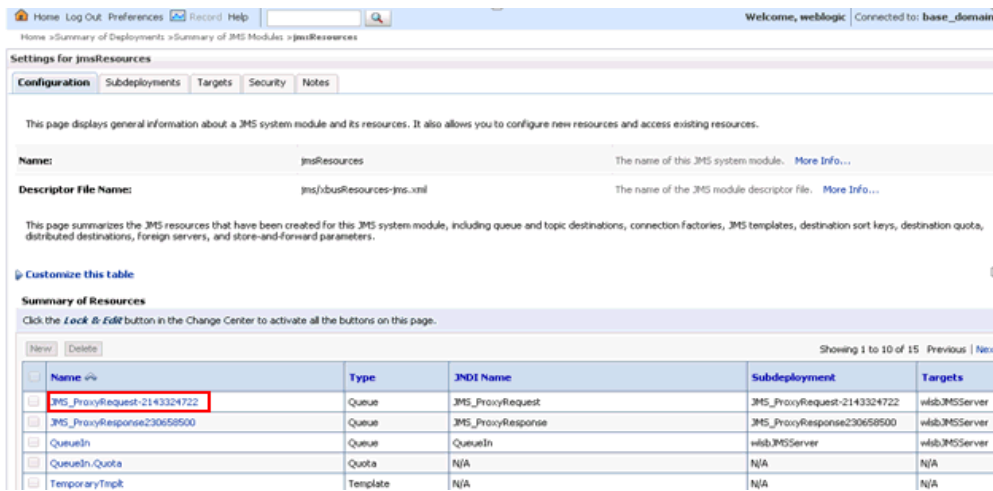 Home Log Out Preferences Record Help
Welcome, weblogic Connected to: base_domain
Home >Summary of Deployments >Summary of JMS Modules >jmsResources
Settings for jmsResources
Configuration Subdeployments Targets Security Notes
This page displays general information about a JMS system module and its resources. It also allows you to configure new resources and access existing resources.
Name: jmsResources The name of this JMS system module. More Info...
Descriptor File Name: jms/xbusResources-jms.xml The name of the JMS module descriptor file. More Info...
This page summarizes the JMS resources that have been created for this JMS system module, including queue and topic destinations, connection factories, JMS templates, destination sort keys, destination quota,
distributed destinations, foreign servers, and store-and-forward parameters.
Customize this table
Summary of Resources
Click the Lock & Edit button in the Change Center to activate all the buttons on this page.
New Delete Showing 1 to 10 of 15 Previous | Nex
Name Type JNDI Name Subdeployment Targets
JMS_ProxyRequest-2143324722 Queue JMS_ProxyRequest JMS_ProxyRequest-2143324722 wlsbJMSServer
JMS_ProxyResponse230658500 Queue JMS_ProxyResponse JMS_ProxyResponse230658500 wlsbJMSServer
QueueIn Queue QueueIn wlsbJMSServer wlsbJMSServer
QueueIn.Quota Quota N/A N/A N/A
TemporaryTmplt Template N/A N/A N/A